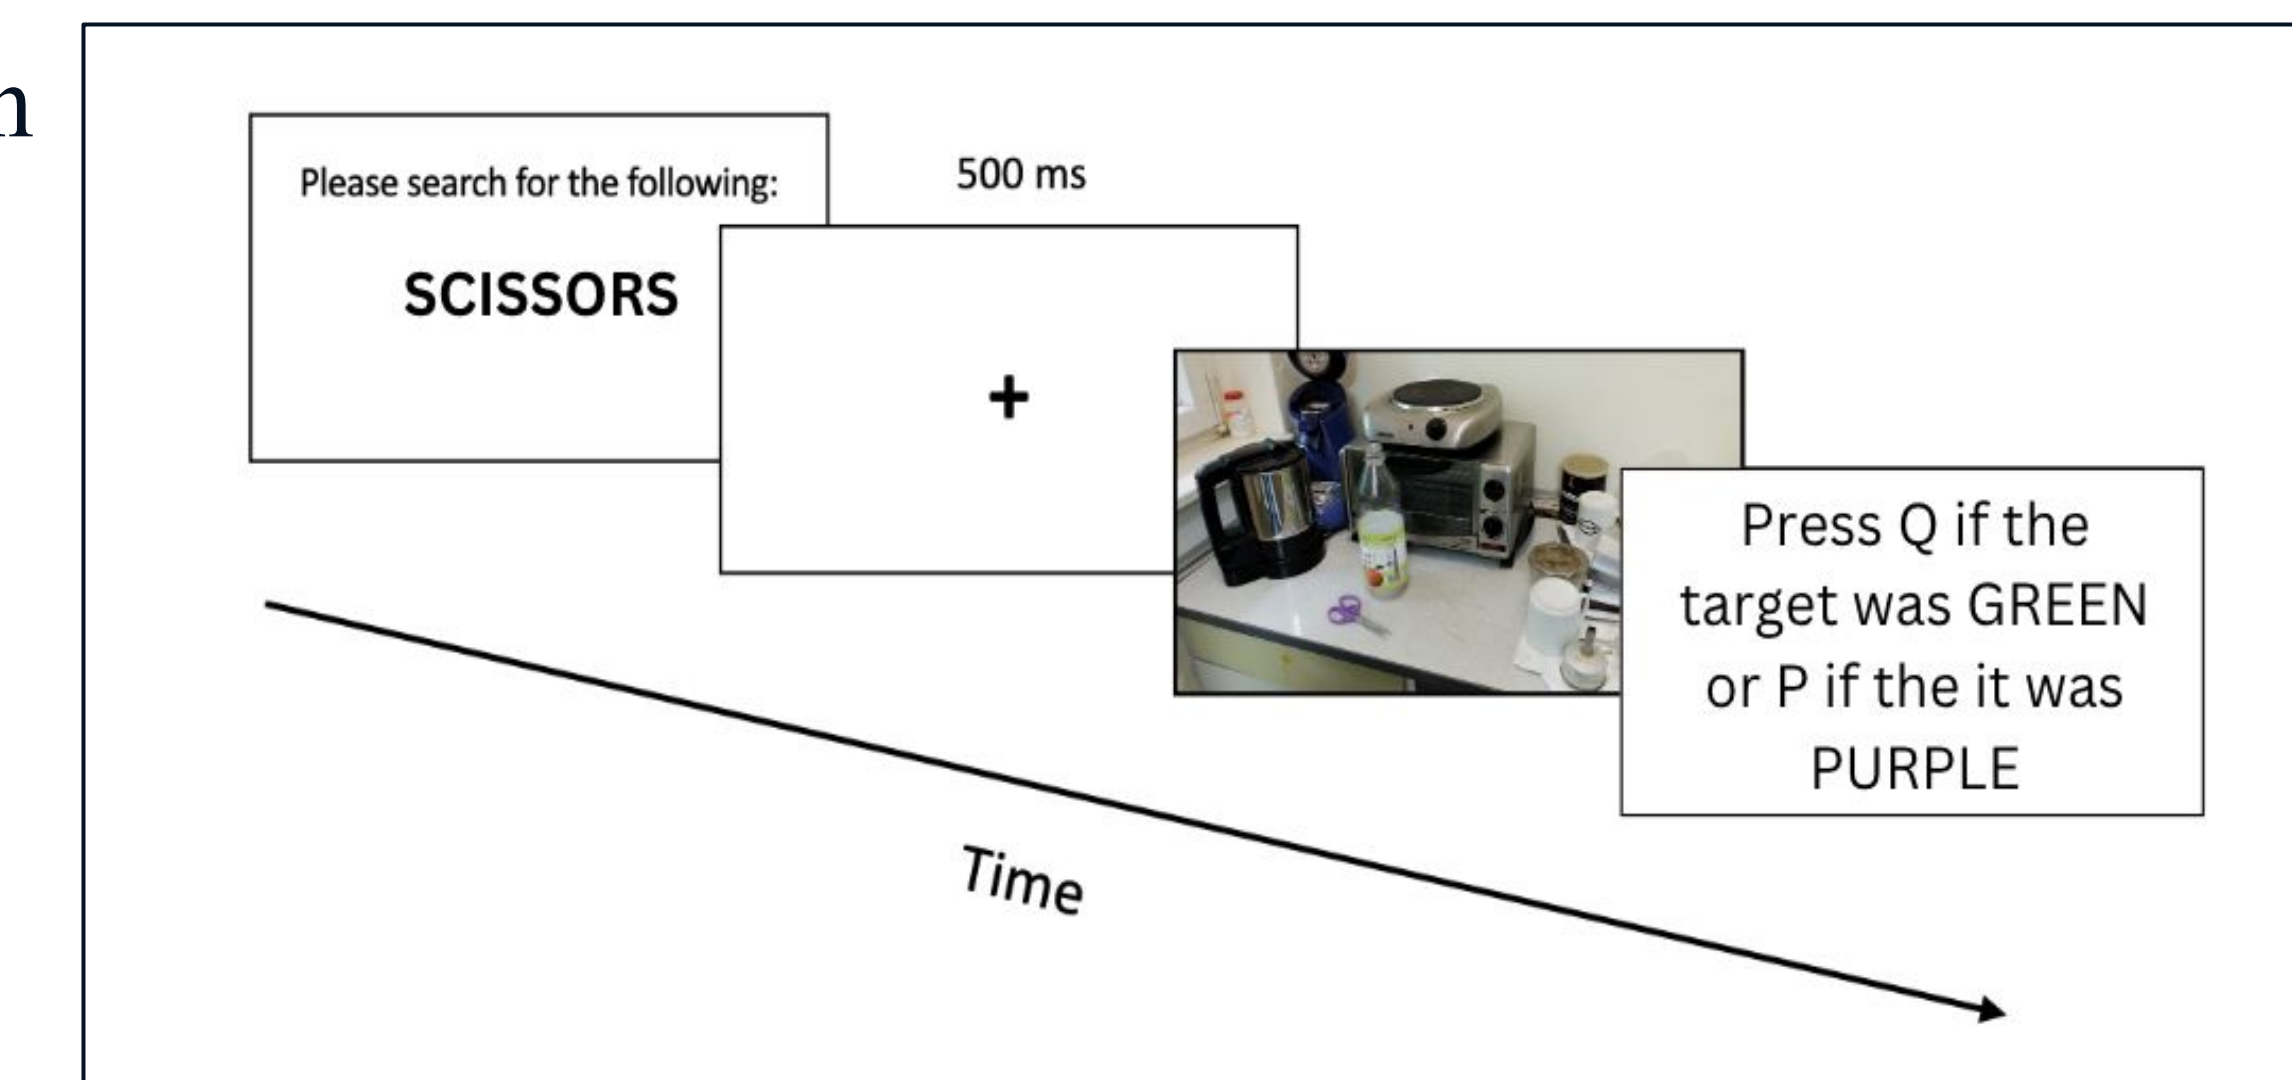 n
Please search for the following:
SCISSORS
500 ms
+
Press Q if the
target was GREEN
or P if the it was
PURPLE
Time